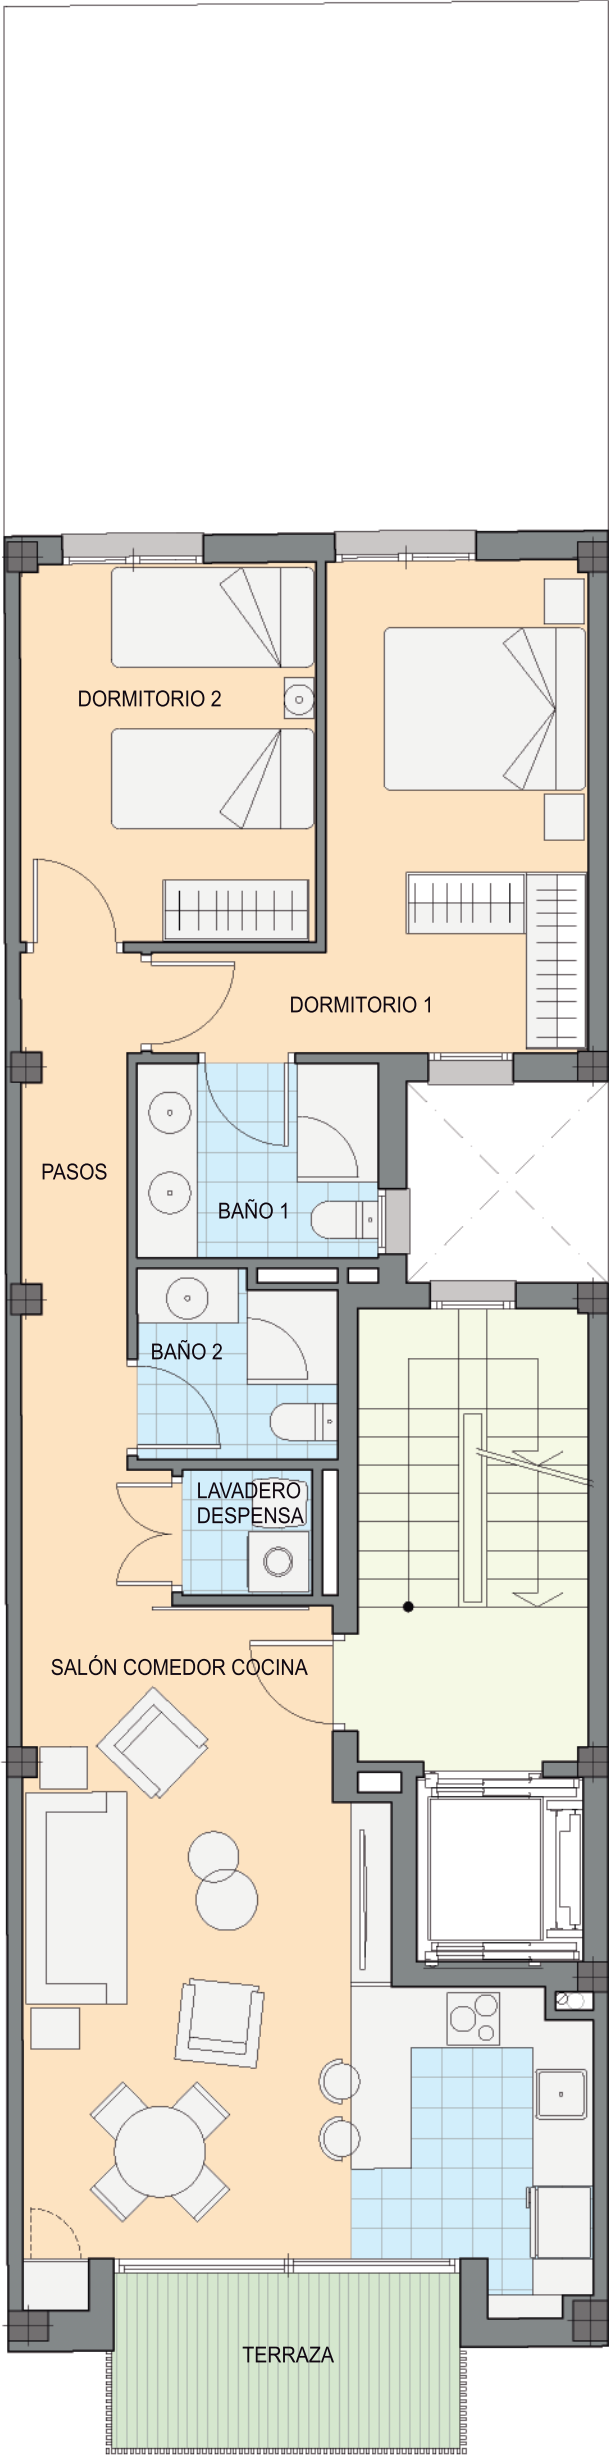 DORMITORIO 2
DORMITORIO 1
PASOS
BAÑO 1
BAÑO 2
LAVADERO
DESPENSA
SALÓN COMEDOR COCINA
TERRAZA